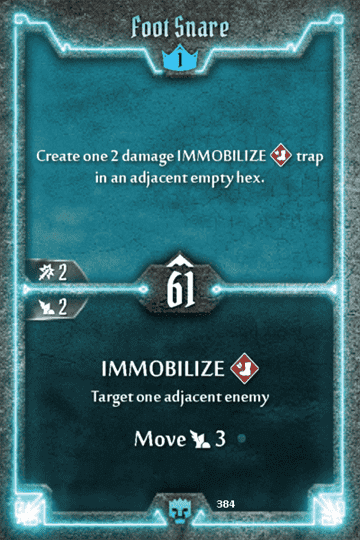 Foot Snare
1
Create one 2 damage IMMOBILIZE trap
in an adjacent empty hex.
2
61
2
IMMOBILIZE
Target one adjacent enemy
Move 3
384